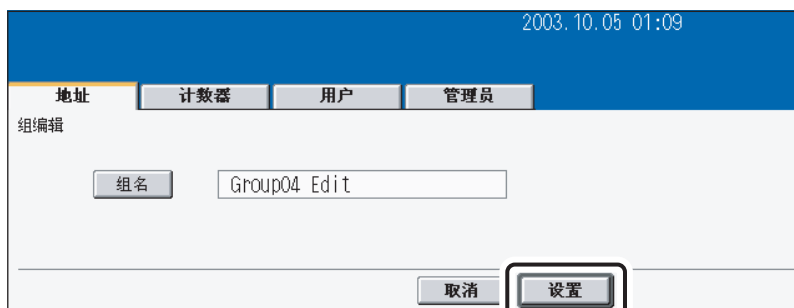 2003.10.05 01:09
地址 计数器 用户 管理员
组编辑
组名 Group04 Edit
取消 设置